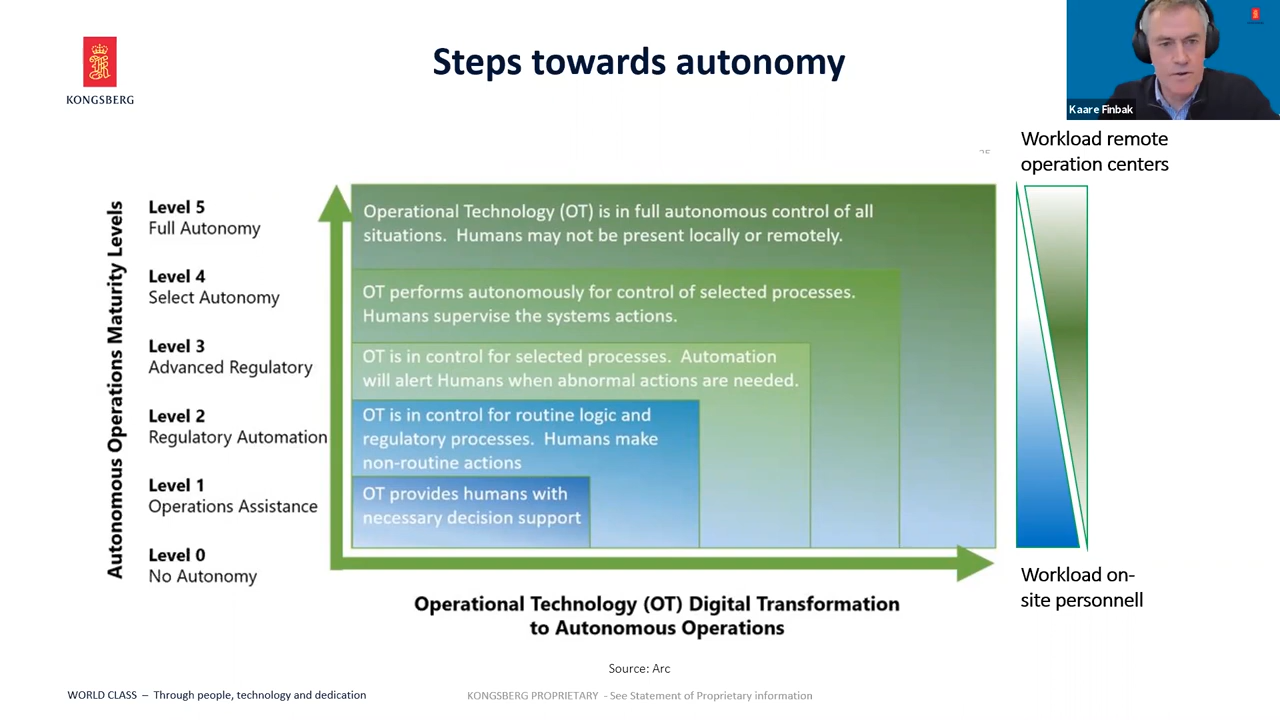 Steps towards autonomy
KONGSBERG
Kaare Finbak
Workload remote
operation centers
Autonomous Operations Maturity Levels
Level 5
Full Autonomy
Level 4
Select Autonomy
Level 3
Advanced Regulatory
Level 2
Regulatory Automation
Level 1
Operations Assistance
Level 0
No Autonomy
Operational Technology (OT) is in full autonomous control of all
situations. Humans may not be present locally or remotely.
OT performs autonomously for control of selected processes.
Humans supervise the systems actions.
OT is in control for selected processes. Automation
will alert Humans when abnormal actions are needed.
OT is in control for routine logic and
regulatory processes. Humans make
non-routine actions
OT provides humans with
necessary decision support
Workload on-
site personnell
Operational Technology (OT) Digital Transformation
to Autonomous Operations
Source: Arc
WORLD CLASS – Through people, technology and dedication
KONGSBERG PROPRIETARY - See Statement of Proprietary information